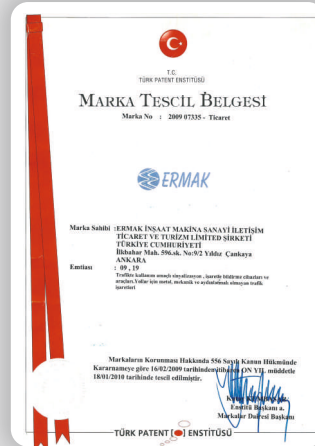 T.C.
TÜRK PATENT ENSTİTÜSÜ
MARKA TESCİL BELGESİ
Marka No : 2009 07335 - Ticaret
ERMAK
Marka Sahibi :ERMAK İNŞAAT MAKİNA SANAYİ İLETİŞİM
TİCARET VE TURİZM LİMİTED ŞİRKETİ
TÜRKİYE CUMHURİYETİ
İlkbahar Mah. 596.sk. No:9/2 Yıldız Çankaya
ANKARA
Emtiası : 09 , 19
Trafikte kullanım amaçlı sinyalizasyon , işaretle bildirme cihazları ve
araçları.Yollar için metal, mekanik ve aydınlatmalı olmayan trafik
işaretleri
Markaların Korunması Hakkında 556 Sayılı Kanun Hükmünde
Kararnameye göre 16/02/2009 tarihinden itibaren ON YIL müddetle
18/01/2010 tarihinde tescil edilmiştir.
Enstitü Başkanı a.
Markalar Dairesi Başkanı
TÜRK PATENT ENSTİTÜSÜ